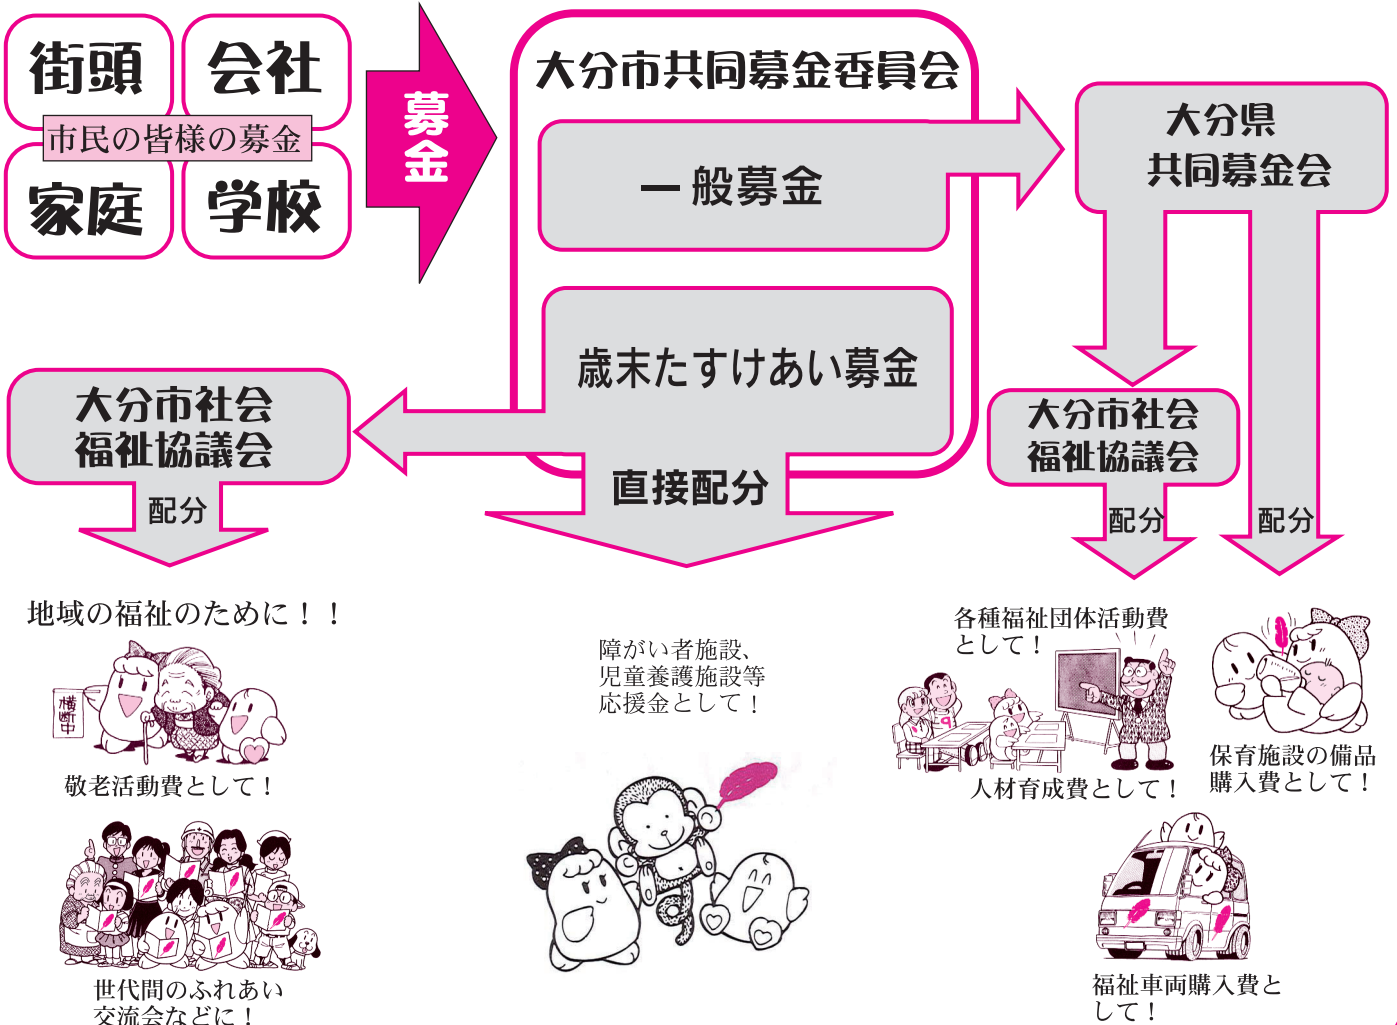 街頭
会社
市民の皆様の募金
家庭
学校
募金
大分市共同募金委員会
一般募金
歳末たすけあい募金
直接配分
大分県
共同募金会
大分市社会
福祉協議会
配分
大分市社会
福祉協議会
配分
配分
地域の福祉のために！！
横断中
敬老活動費として！
世代間のふれあい
交流会などに！
障がい者施設、
児童養護施設等
応援金として！
各種福祉団体活動費
として！
人材育成費として！
保育施設の備品
購入費として！
福祉車両購入費と
して！